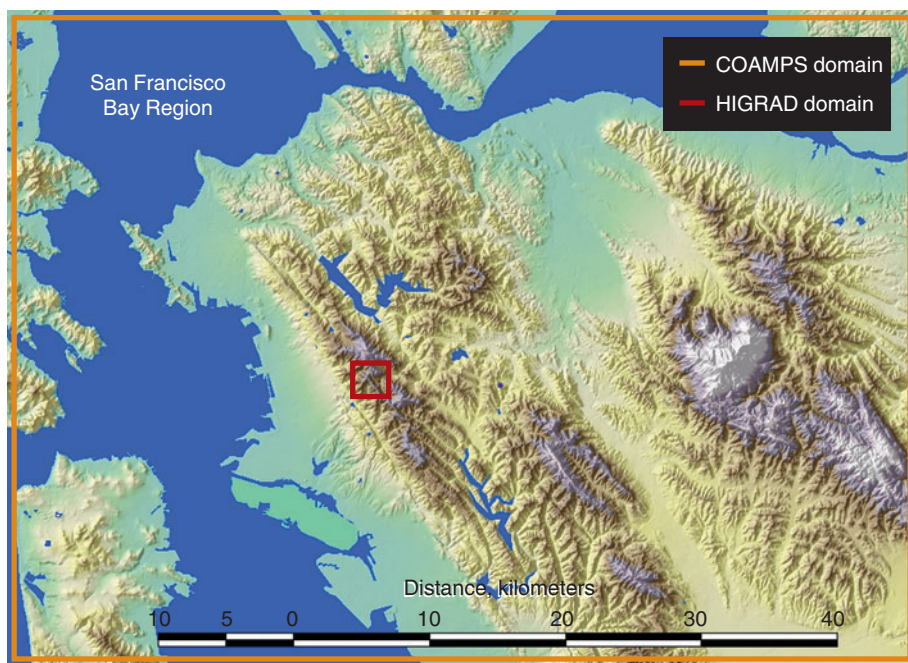 San Francisco
Bay Region
COAMPS domain
HIGRAD domain
Distance, kilometers
10 5 0 10 20 30 40